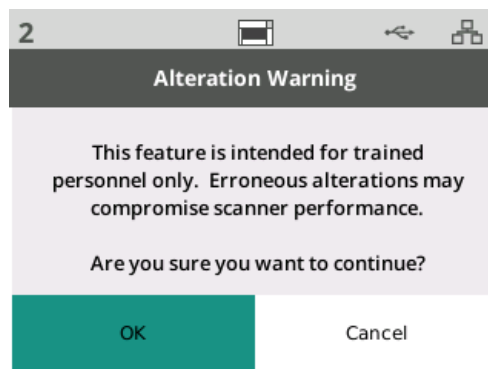 2
Alteration Warning
This feature is intended for trained
personnel only.  Erroneous alterations may
compromise scanner performance.
Are you sure you want to continue?
OK
Cancel